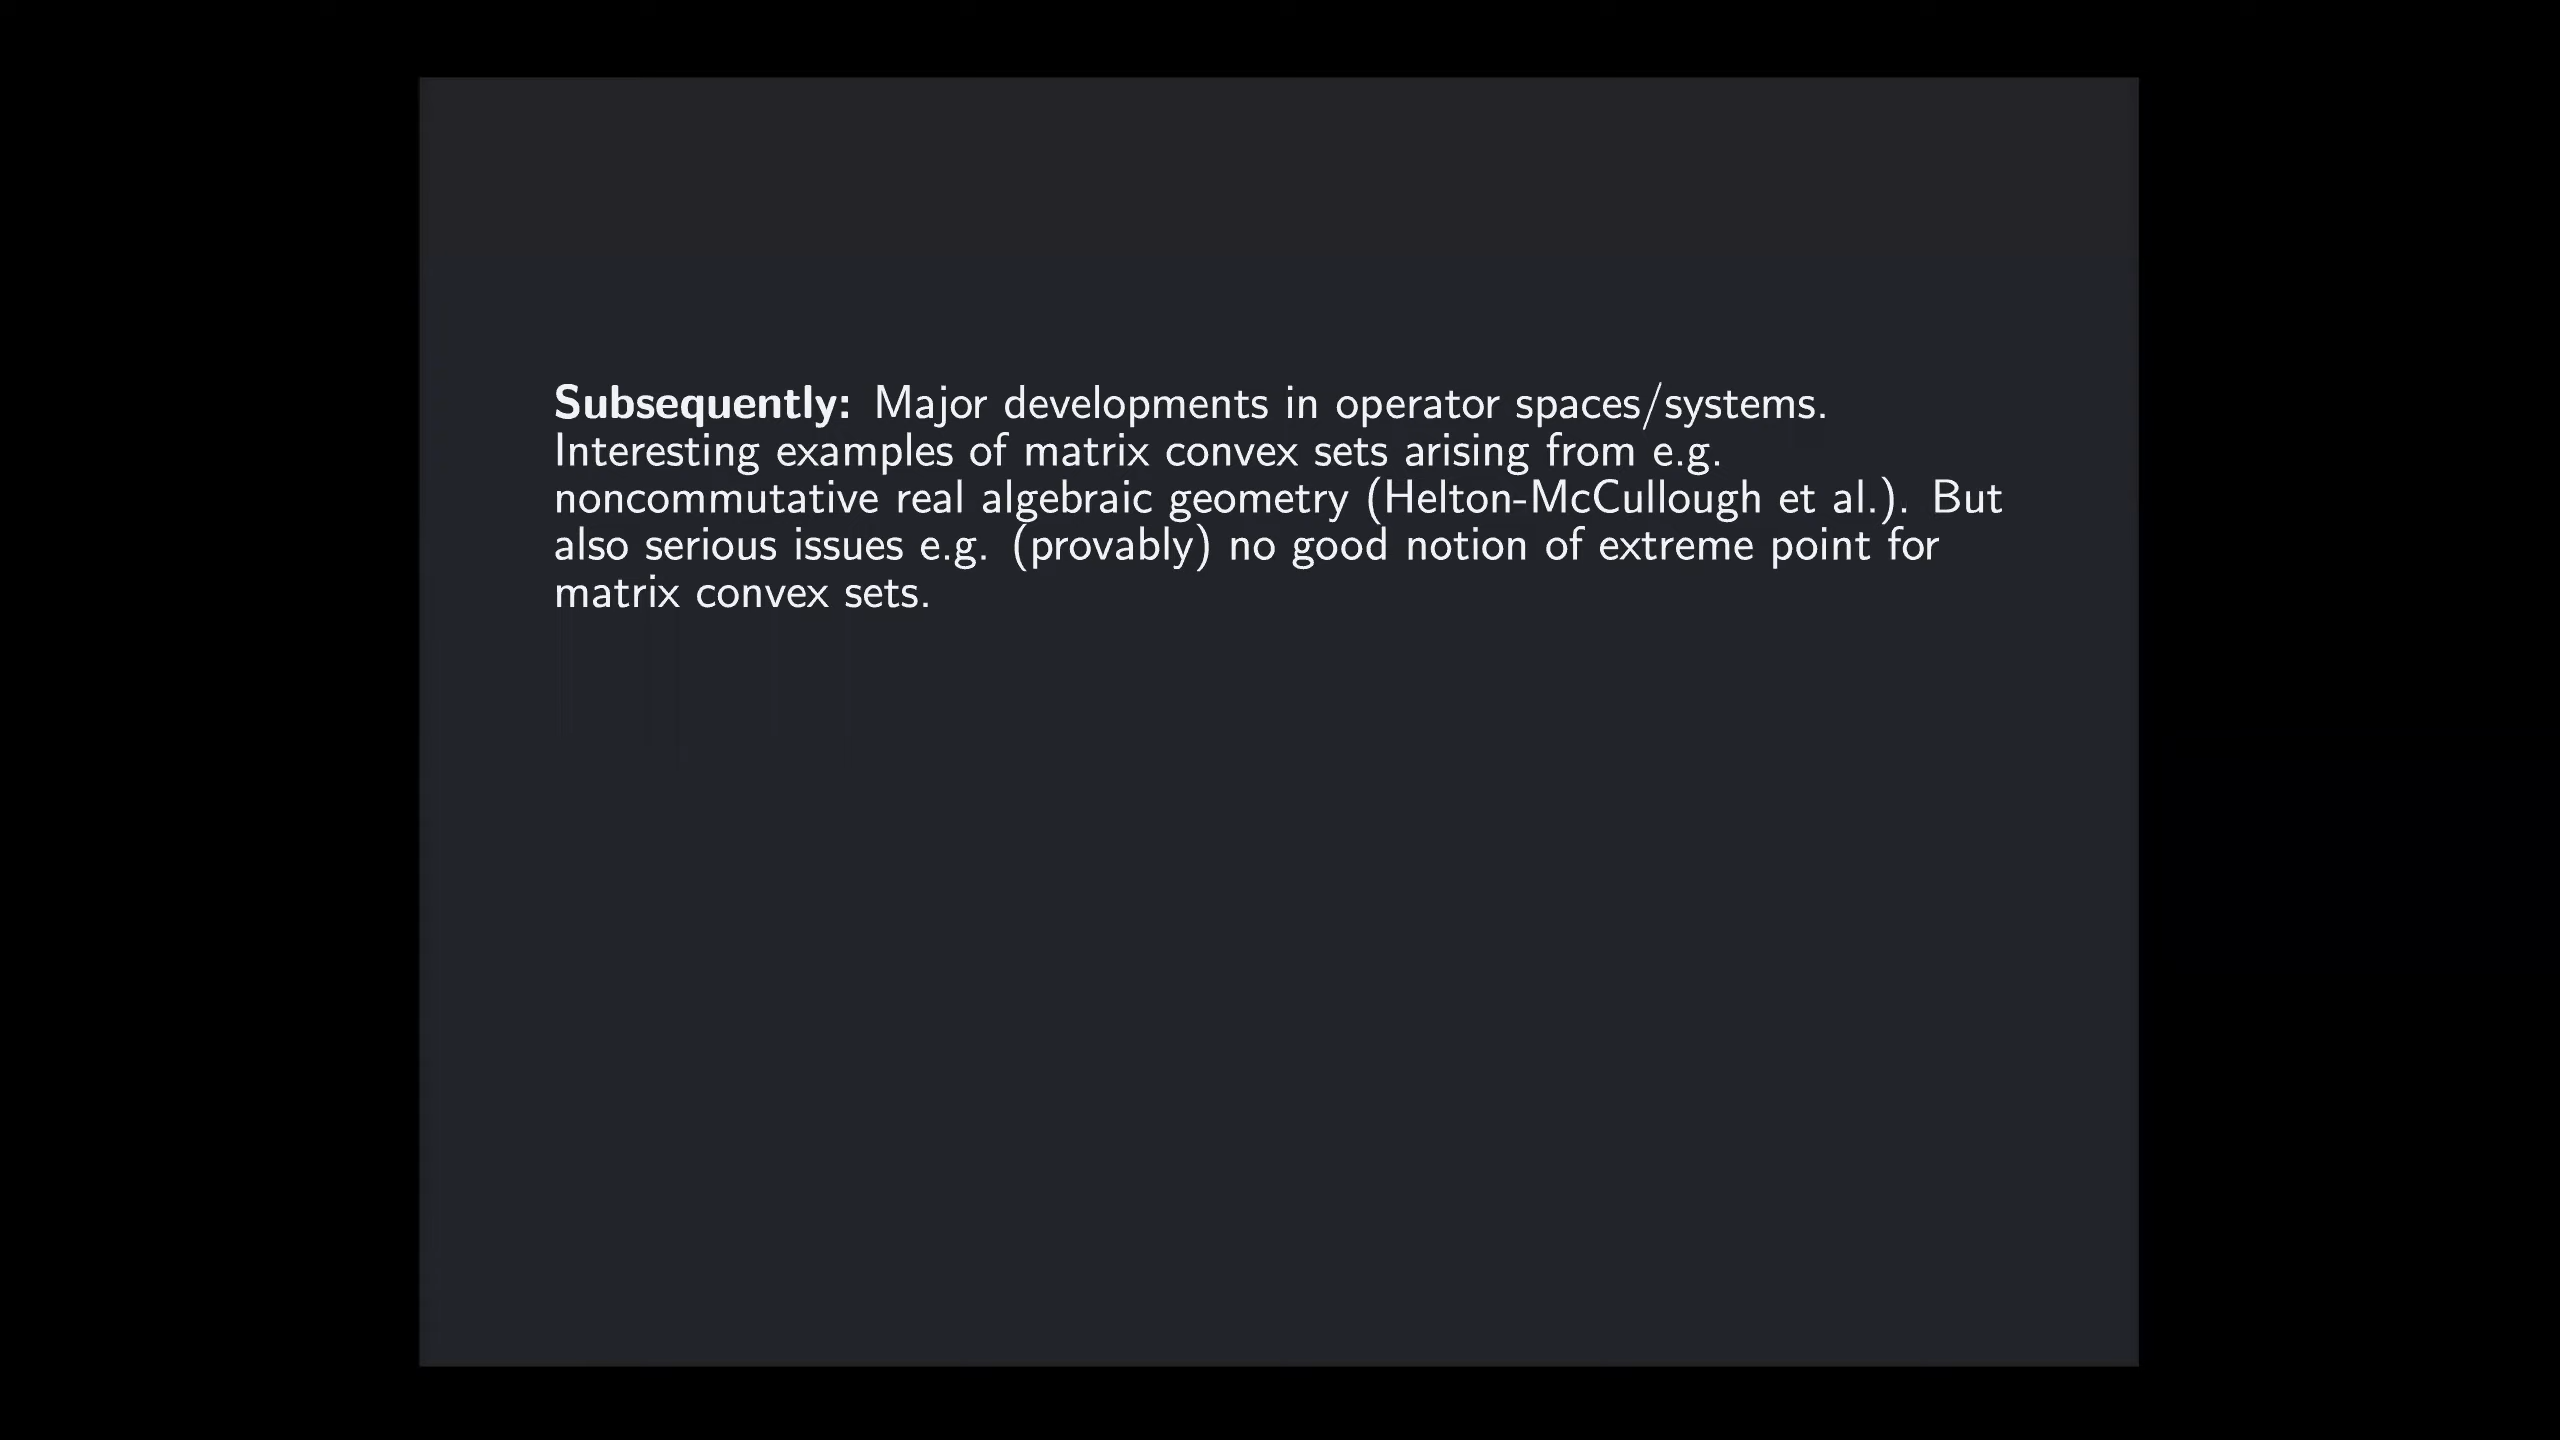 Subsequently: Major developments in operator spaces/systems.
Interesting examples of matrix convex sets arising from e.g.
noncommutative real algebraic geometry (Helton-McCullough et al.). But
also serious issues e.g. (provably) no good notion of extreme point for
matrix convex sets.